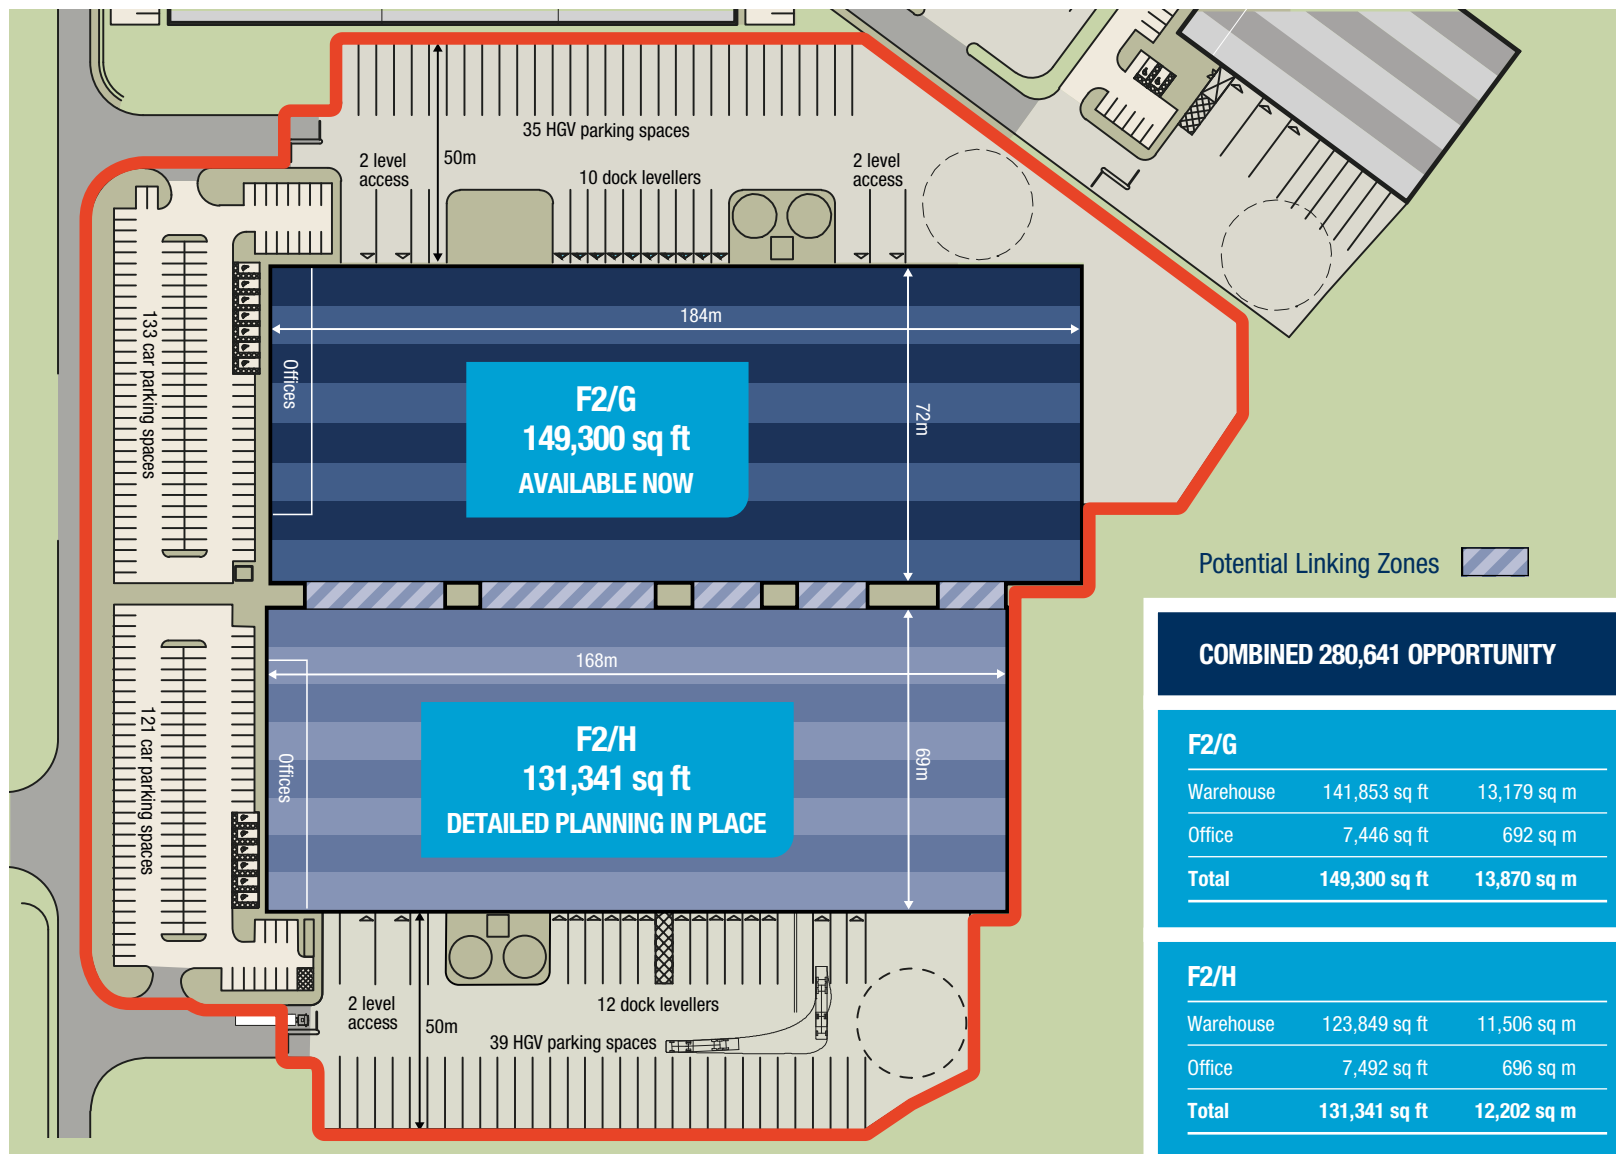 35 HGV parking spaces
2 level
access
50m
10 dock levellers
2 level
access
133 car parking spaces
Offices
184m
72m
F2/G
149,300 sq ft
AVAILABLE NOW
Potential Linking Zones
121 car parking spaces
Offices
168m
69m
F2/H
131,341 sq ft
DETAILED PLANNING IN PLACE
2 level
access
50m
12 dock levellers
39 HGV parking spaces
COMBINED 280,641 OPPORTUNITY
F2/G
Warehouse 141,853 sq ft 13,179 sq m
Office 7,446 sq ft 692 sq m
Total 149,300 sq ft 13,870 sq m
F2/H
Warehouse 123,849 sq ft 11,506 sq m
Office 7,492 sq ft 696 sq m
Total 131,341 sq ft 12,202 sq m